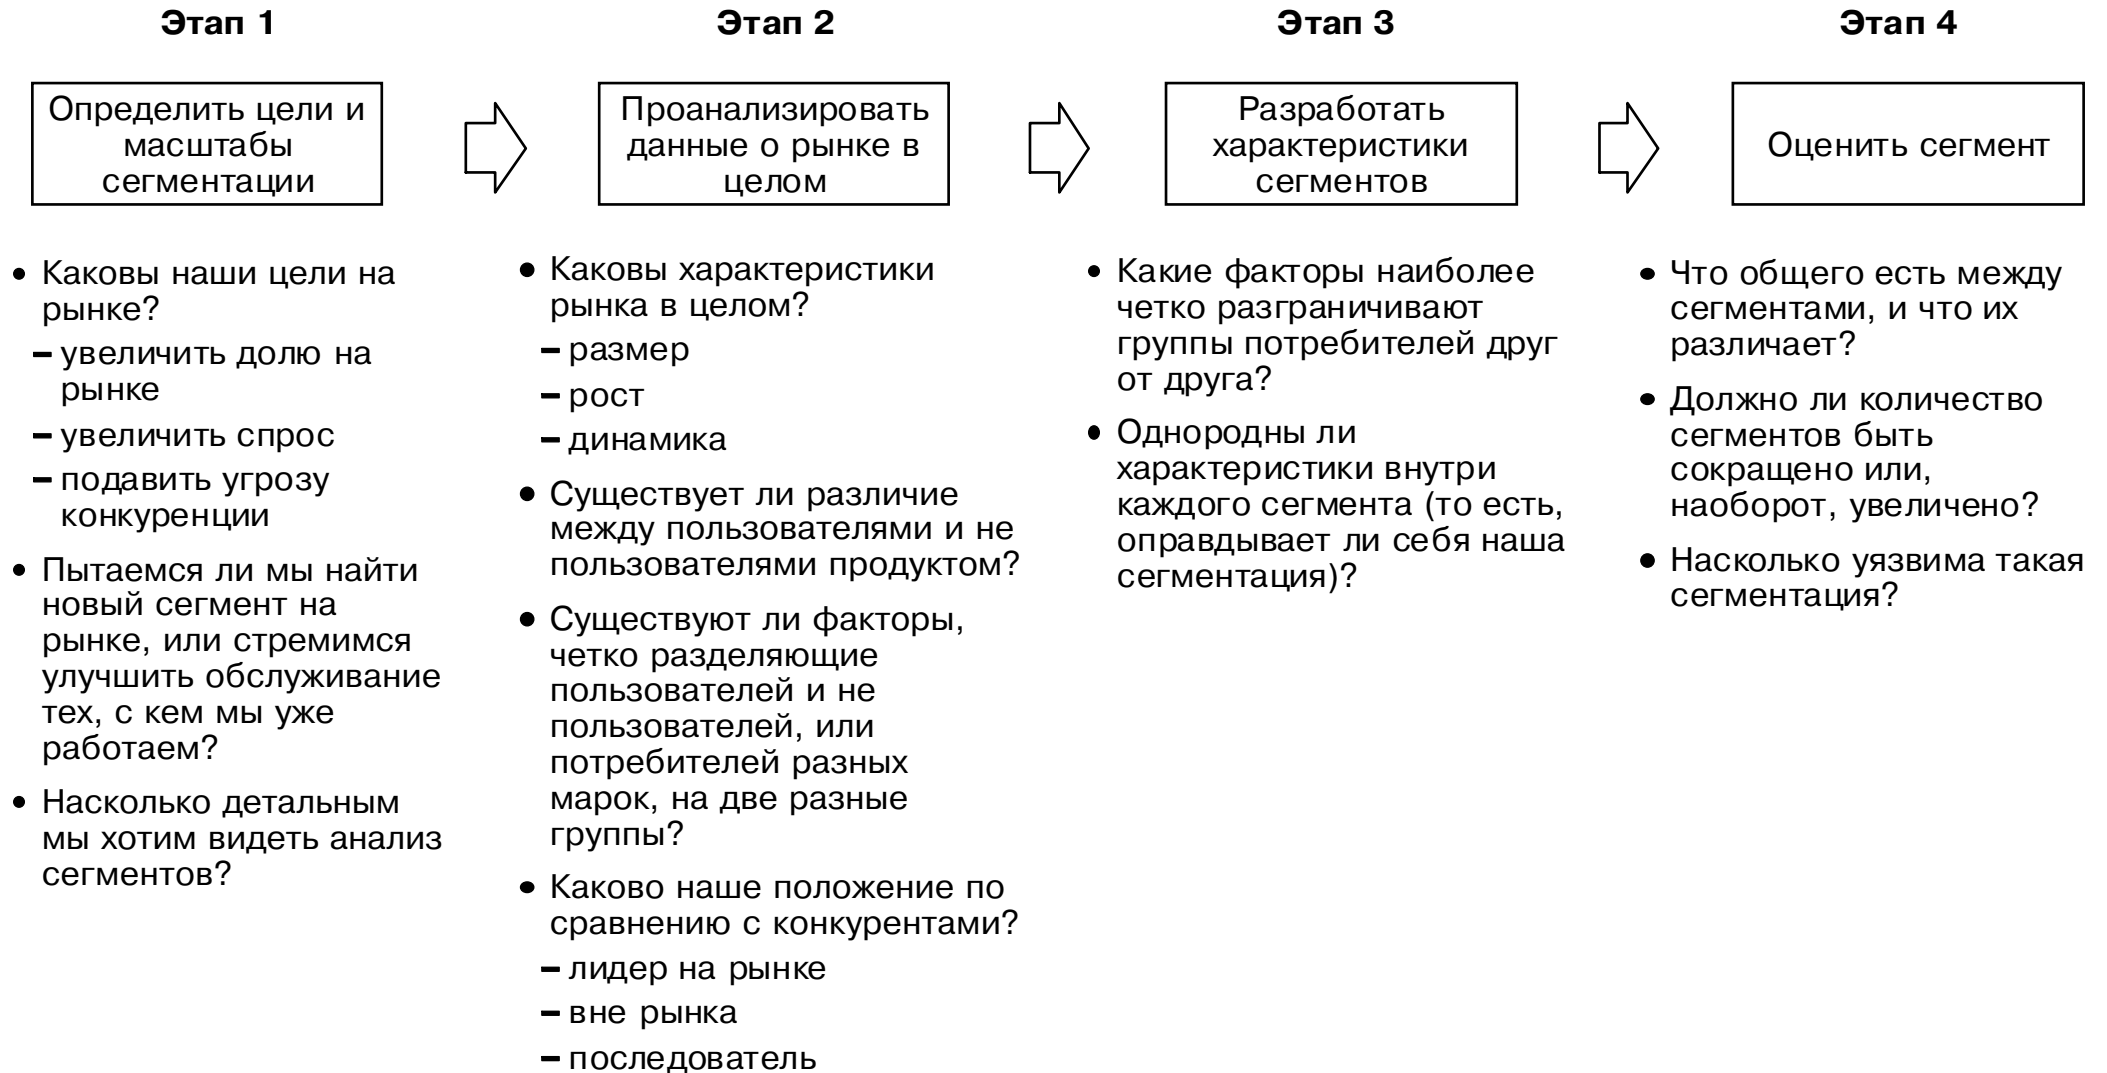 Этап 1
Определить цели и
масштабы
сегментации
• Каковы наши цели на
рынке?
– увеличить долю на
рынке
– увеличить спрос
– подавить угрозу
конкуренции
• Пытаемся ли мы найти
новый сегмент на
рынке, или стремимся
улучшить обслуживание
тех, с кем мы уже
работаем?
• Насколько детальным
мы хотим видеть анализ
сегментов?
Этап 2
Проанализировать
данные о рынке в
целом
• Каковы характеристики
рынка в целом?
– размер
– рост
– динамика
• Существует ли различие
между пользователями и не
пользователями продуктом?
• Существуют ли факторы,
четко разделяющие
пользователей и не
пользователей, или
потребителей разных
марок, на две разные
группы?
• Каково наше положение по
сравнению с конкурентами?
– лидер на рынке
– вне рынка
– последователь
Этап 3
Разработать
характеристики
сегментов
• Какие факторы наиболее
четко разграничивают
группы потребителей друг
от друга?
• Однородны ли
характеристики внутри
каждого сегмента (то есть,
оправдывает ли себя наша
сегментация)?
Этап 4
Оценить сегмент
• Что общего есть между
сегментами, и что их
различает?
• Должно ли количество
сегментов быть
сокращено или,
наоборот, увеличено?
• Насколько уязвима такая
сегментация?